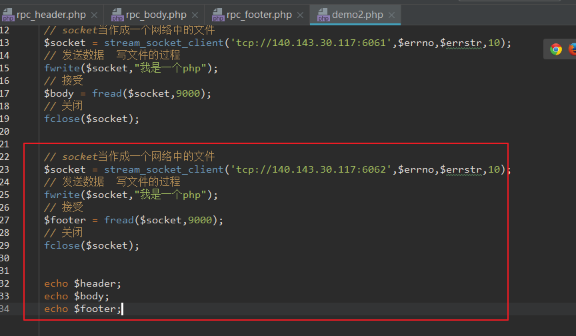 rpc_header.php rpc_body.php rpc_footer.php demo2.php
12 // socket当作成一个网络中的文件
13 $socket = stream_socket_client('tcp://140.143.30.117:6061',$errno,$errstr,10);
14 // 发送数据 写文件的过程
15 fwrite($socket,"我是一个php");
16 // 接受
17 $body = fread($socket,9000);
18 // 关闭
19 fclose($socket);
20
21
22 // socket当作成一个网络中的文件
23 $socket = stream_socket_client('tcp://140.143.30.117:6062',$errno,$errstr,10);
24 // 发送数据 写文件的过程
25 fwrite($socket,"我是一个php");
26 // 接受
27 $footer = fread($socket,9000);
28 // 关闭
29 fclose($socket);
30
31
32 echo $header;
33 echo $body;
34 echo $footer;